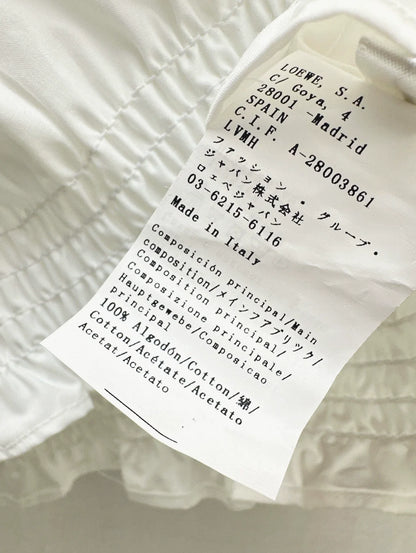 LOEWE, S.A.
C/ Goya, 4
28001 -Madrid
SPAIN
C.I.F. A-28003861
LVMH
ファッション・グループ・
ジャパン株式会社
ロエベジャパン
03-6215-6116
Made in Italy
Composición principal/Main
composition/メインファブリック/
Composition principal/
Composizione principale/
Hauptgewebe/Composicao
principal
100% Algodón/Cotton/綿/
Cotton/Acétate/Acetato
Acetat/Acetato